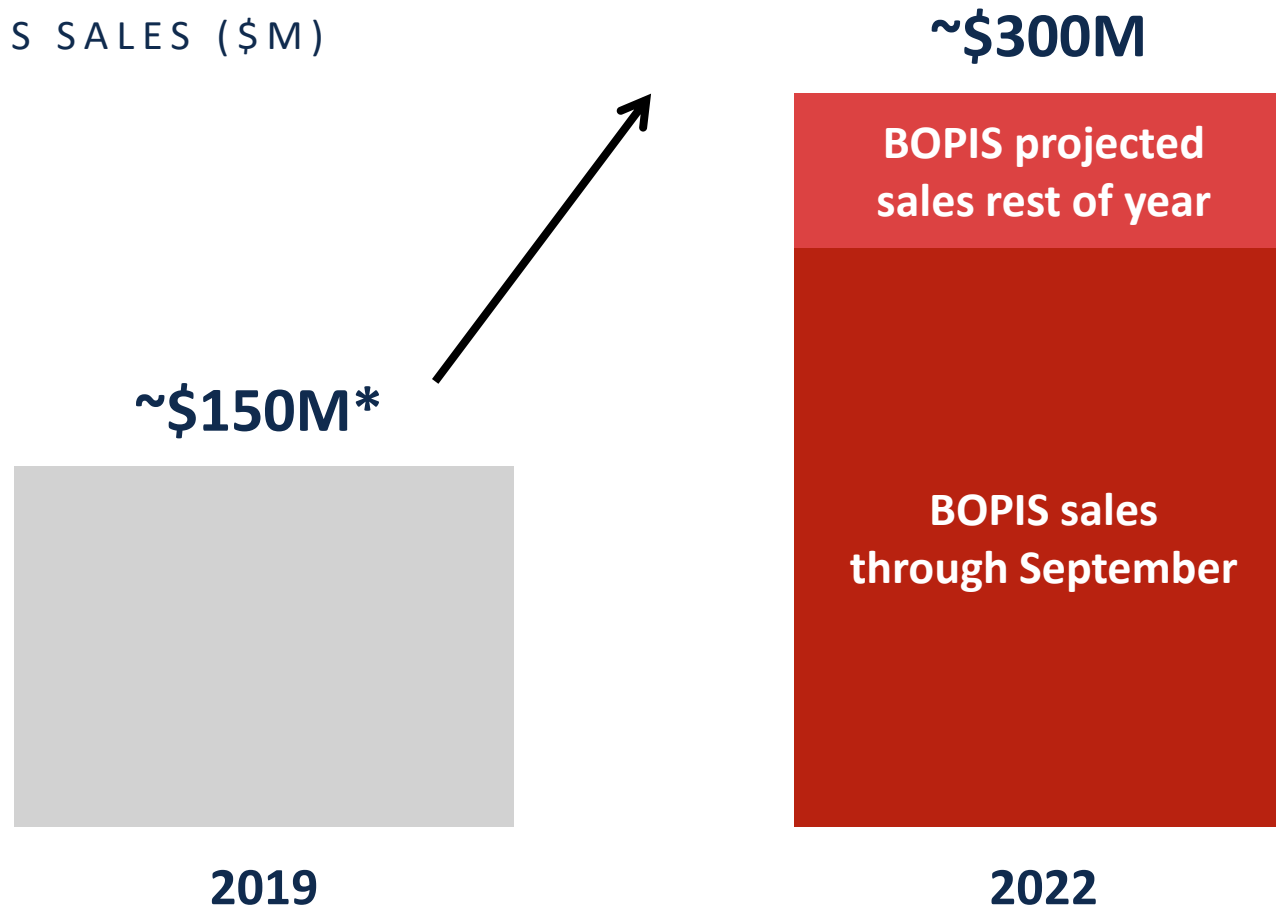 S SALES ($M)
~$300M
BOPIS projected
sales rest of year
~$150M*
BOPIS sales
through September
2019
2022